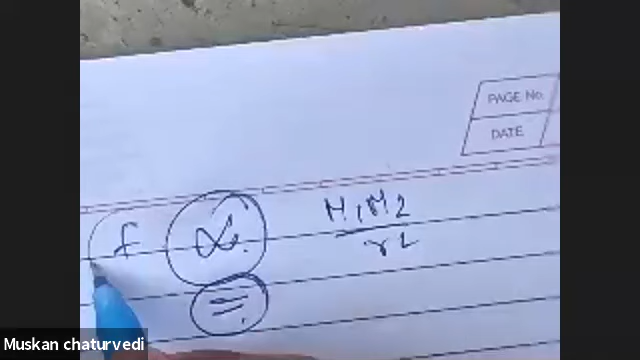 PAGE No.
DATE
f ∝ M1M2
r2
=
Muskan chaturvedi